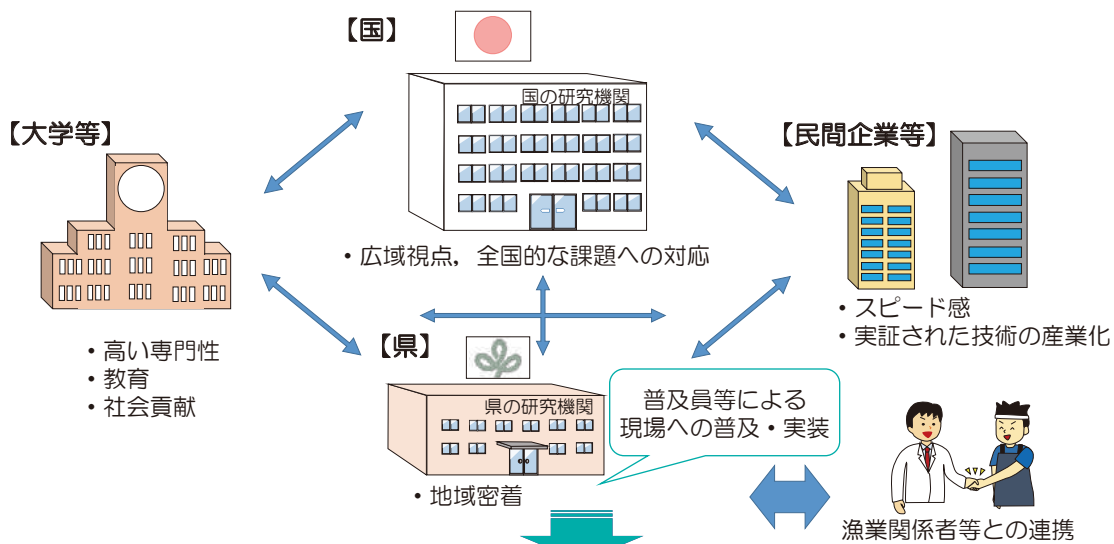 【国】
国の研究機関
・広域視点，全国的な課題への対応
【大学等】
・高い専門性
・教育
・社会貢献
【民間企業等】
・スピード感
・実証された技術の産業化
【県】
県の研究機関
・地域密着
普及員等による
現場への普及・実装
漁業関係者等との連携